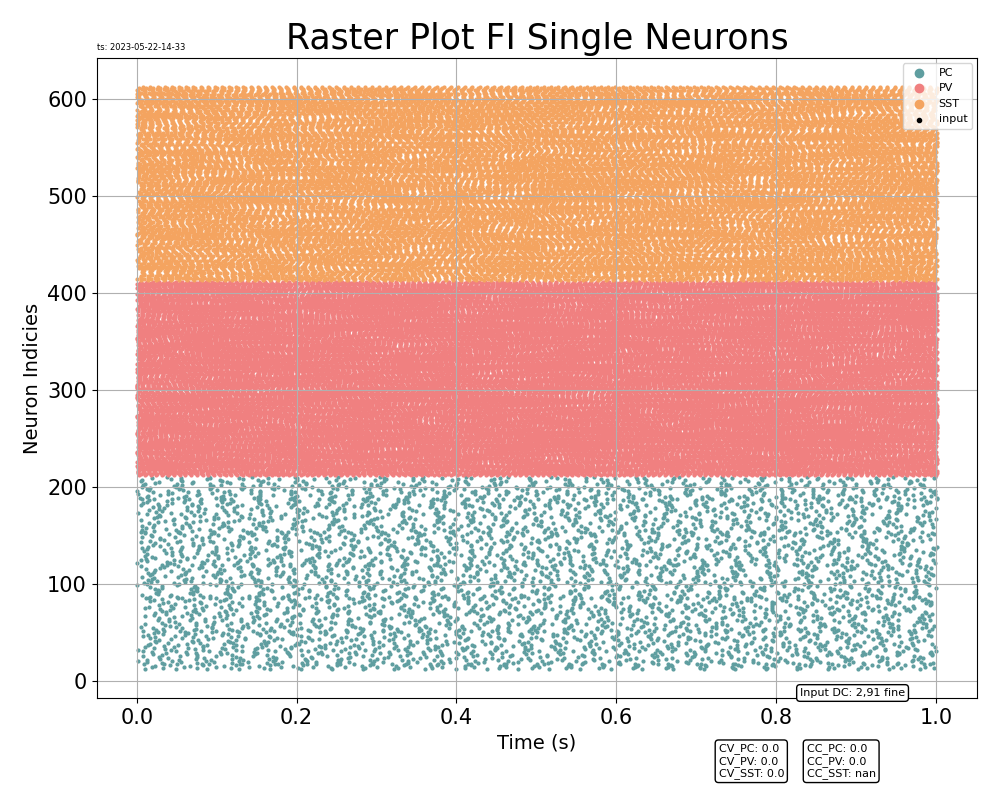 Raster Plot FI Single Neurons
ts: 2023-05-22-14-33
PC
PV
SST
input
600
500
400
300
200
100
0
Neuron Indicies
0.0 0.2 0.4 0.6 0.8 1.0
Time (s)
Input DC: 2,91 fine
CV_PC: 0.0
CV_PV: 0.0
CV_SST: 0.0
CC_PC: 0.0
CC_PV: 0.0
CC_SST: nan